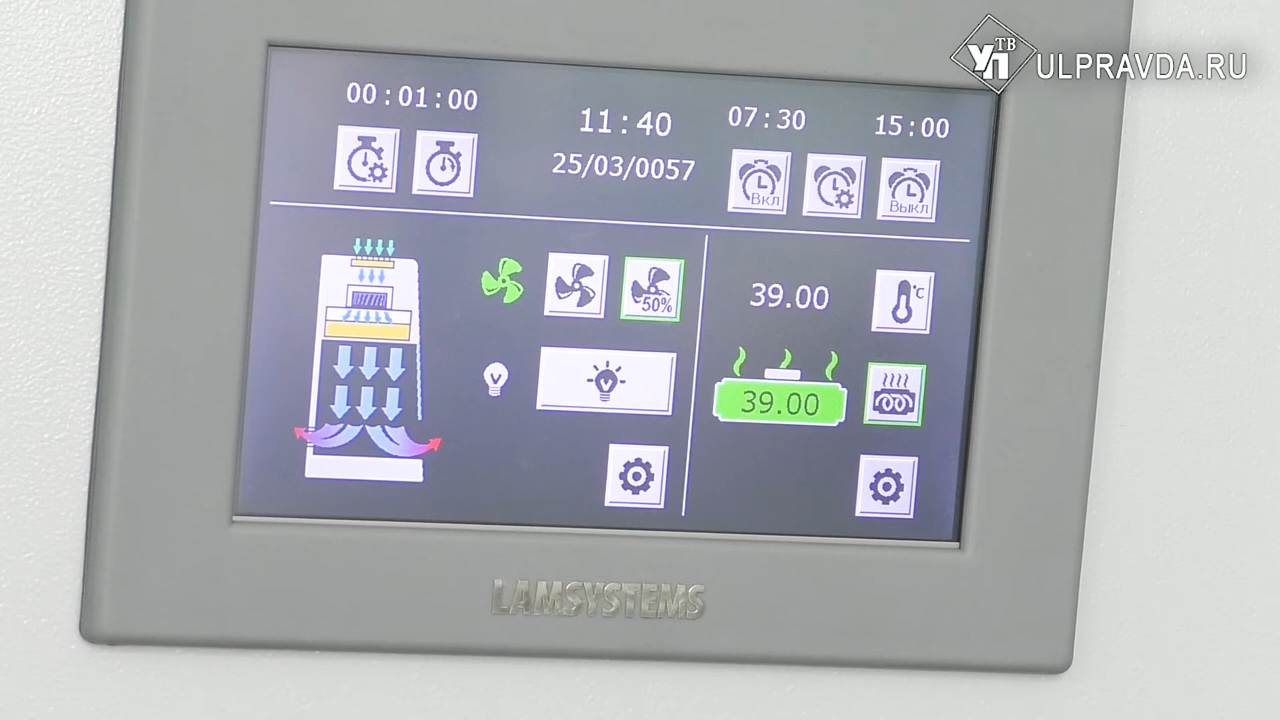 УП ТВ
ULPRAVDA.RU
00:01:00
11:40
07:30
15:00
25/03/0057
Вкл
Выкл
50%
39.00
°C
39.00
LAMSYSTEMS